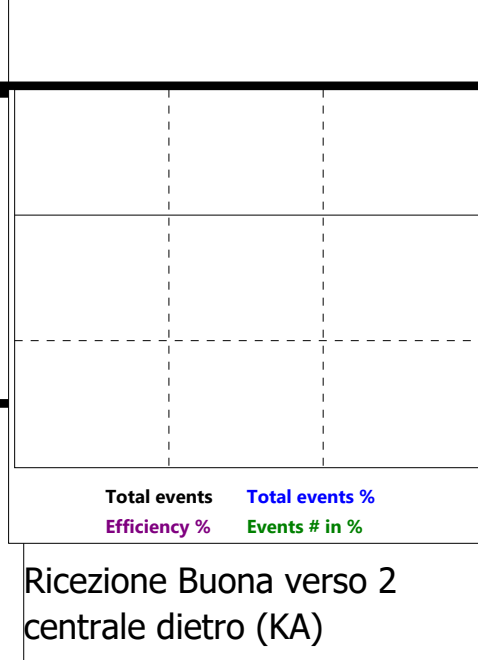 Total events Total events %
Efficiency % Events # in %
Ricezione Buona verso 2
centrale dietro (KA)